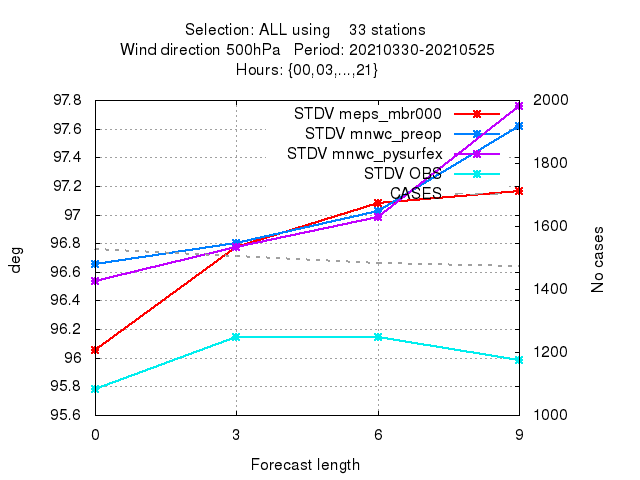 Selection: ALL using    33 stations
Wind direction 500hPa   Period: 20210330-20210525
Hours: {00,03,...,21}
STDV meps_mbr000
STDV mnwc_preop
STDV mnwc_pysurfex
STDV OBS
CASES
97.8
97.6
97.4
97.2
97
96.8
96.6
96.4
96.2
96
95.8
95.6
deg
2000
1800
1600
1400
1200
1000
No cases
0 3 6 9
Forecast length